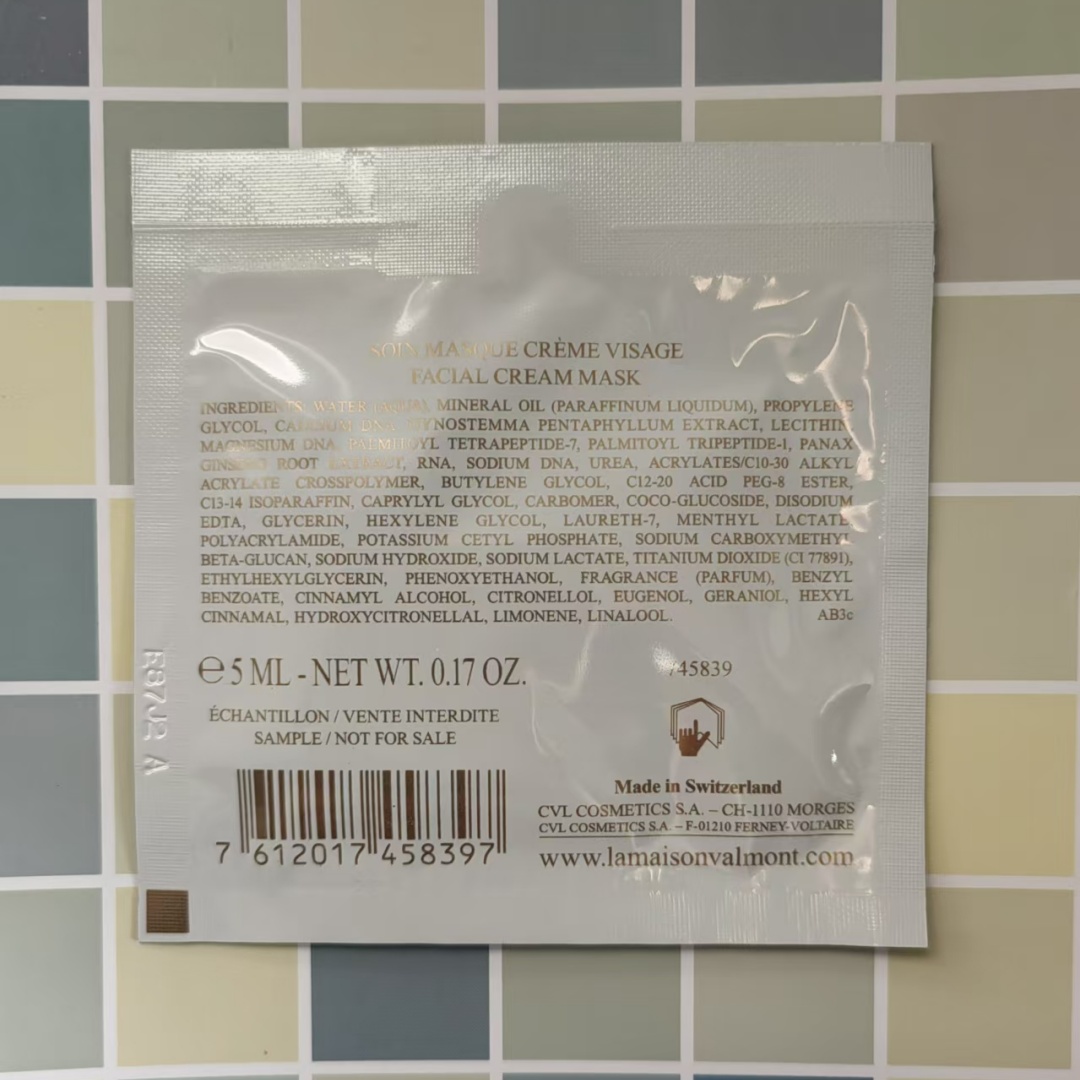 SOIN MASQUE CRÈME VISAGE
FACIAL CREAM MASK
INGREDIENTS: WATER (AQUA), MINERAL OIL (PARAFFINUM LIQUIDUM), PROPYLENE
GLYCOL, CALCIUM DNA, GYNOSTEMMA PENTAPHYLLUM EXTRACT, LECITHIN,
MAGNESIUM DNA, PALMITOYL TETRAPEPTIDE-7, PALMITOYL TRIPEPTIDE-1, PANAX
GINSENG ROOT EXTRACT, RNA, SODIUM DNA, UREA, ACRYLATES/C10-30 ALKYL
ACRYLATE CROSSPOLYMER, BUTYLENE GLYCOL, C12-20 ACID PEG-8 ESTER,
C13-14 ISOPARAFFIN, CAPRYLYL GLYCOL, CARBOMER, COCO-GLUCOSIDE, DISODIUM
EDTA, GLYCERIN, HEXYLENE GLYCOL, LAURETH-7, MENTHYL LACTATE,
POLYACRYLAMIDE, POTASSIUM CETYL PHOSPHATE, SODIUM CARBOXYMETHYL
BETA-GLUCAN, SODIUM HYDROXIDE, SODIUM LACTATE, TITANIUM DIOXIDE (CI 77891),
ETHYLHEXYLGLYCERIN, PHENOXYETHANOL, FRAGRANCE (PARFUM), BENZYL
BENZOATE, CINNAMYL ALCOHOL, CITRONELLOL, EUGENOL, GERANIOL, HEXYL
CINNAMAL, HYDROXYCITRONELLAL, LIMONENE, LINALOOL. AB3c
℮ 5 ML - NET WT. 0.17 OZ.
745839
ÉCHANTILLON / VENTE INTERDITE
SAMPLE / NOT FOR SALE
7 612017 458397
Made in Switzerland
CVL COSMETICS S.A. – CH-1110 MORGES
CVL COSMETICS S.A. – F-01210 FERNEY-VOLTAIRE
www.lamaisonvalmont.com